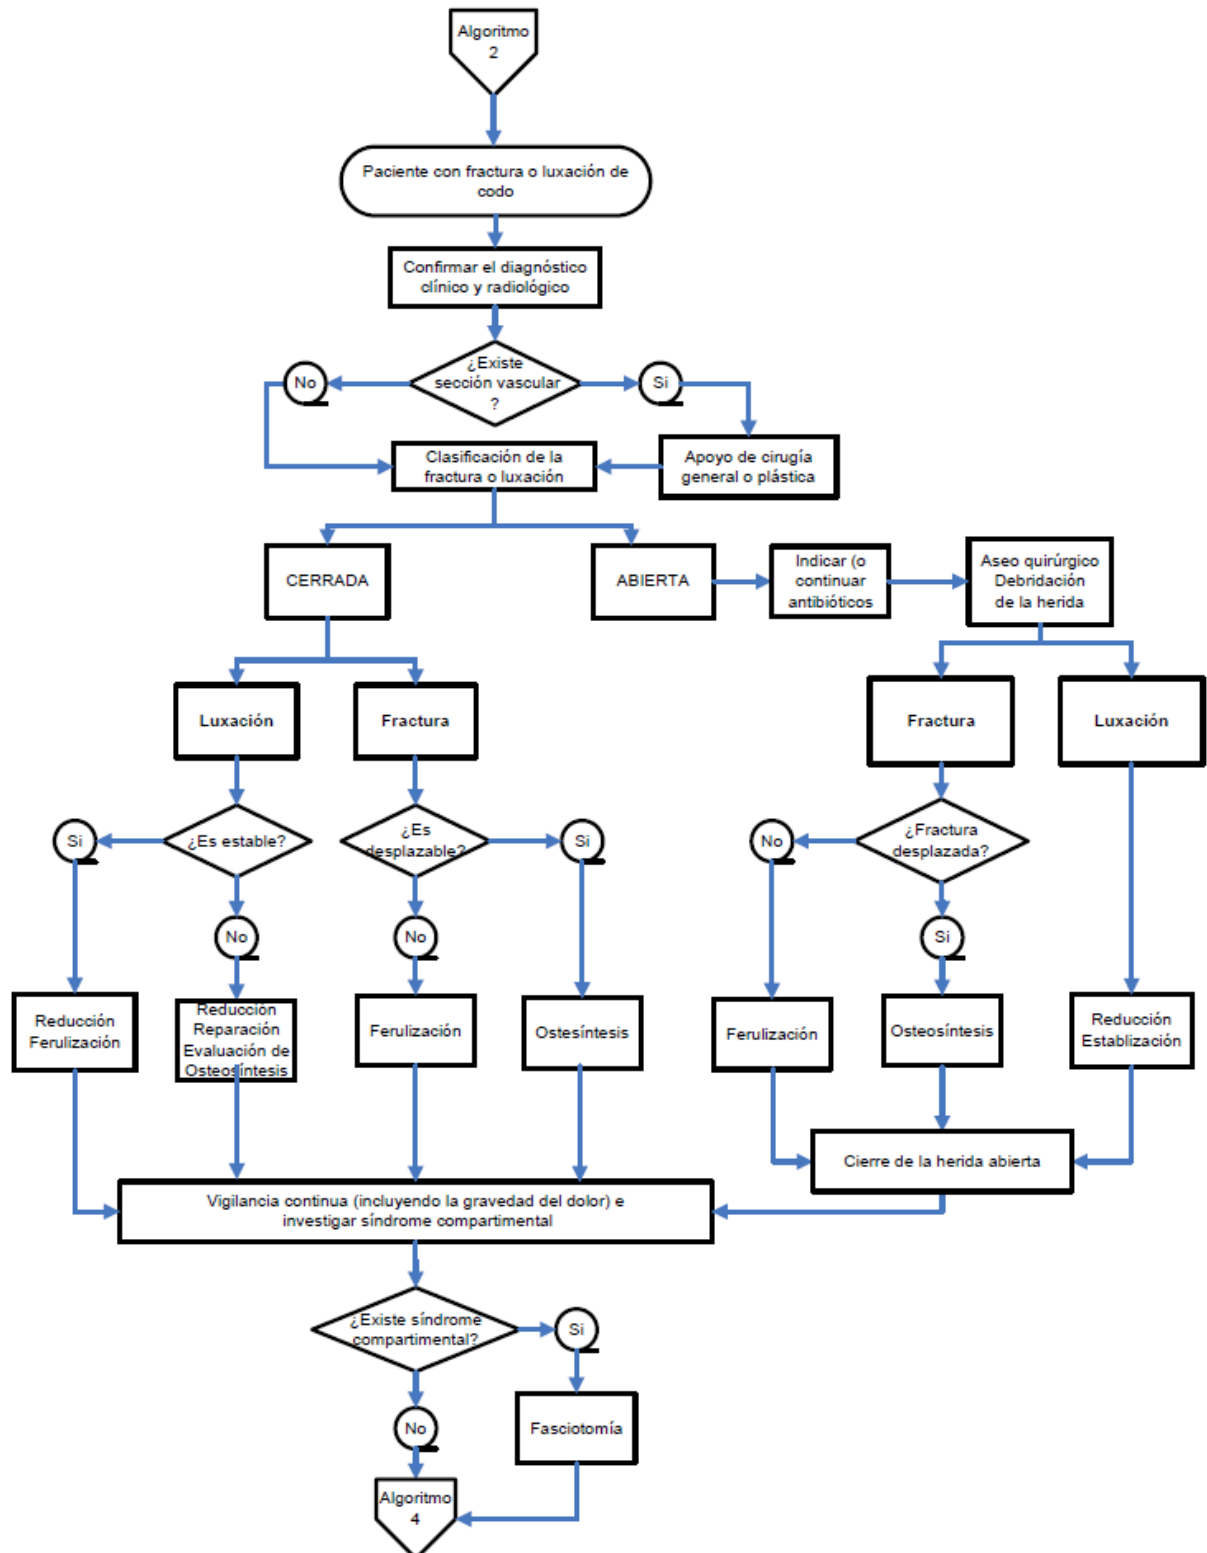 Algoritmo
2
Paciente con fractura o luxación de
codo
Confirmar el diagnóstico
clínico y radiológico
¿Existe
sección vascular
?
No
Si
Clasificación de la
fractura o luxación
Apoyo de cirugía
general o plástica
CERRADA
ABIERTA
Indicar (o
continuar
antibióticos
Aseo quirúrgico
Debridación
de la herida
Luxación
Fractura
Fractura
Luxación
Si
¿Es estable?
¿Es
desplazable?
Si
No
¿Fractura
desplazada?
No
No
Si
Reducción
Ferulización
Reducción
Reparación
Evaluación de
Osteosíntesis
Ferulización
Ostesíntesis
Ferulización
Osteosíntesis
Reducción
Establización
Cierre de la herida abierta
Vigilancia continua (incluyendo la gravedad del dolor) e
investigar síndrome compartimental
¿Existe síndrome
compartimental?
Si
No
Fasciotomía
Algoritmo
4